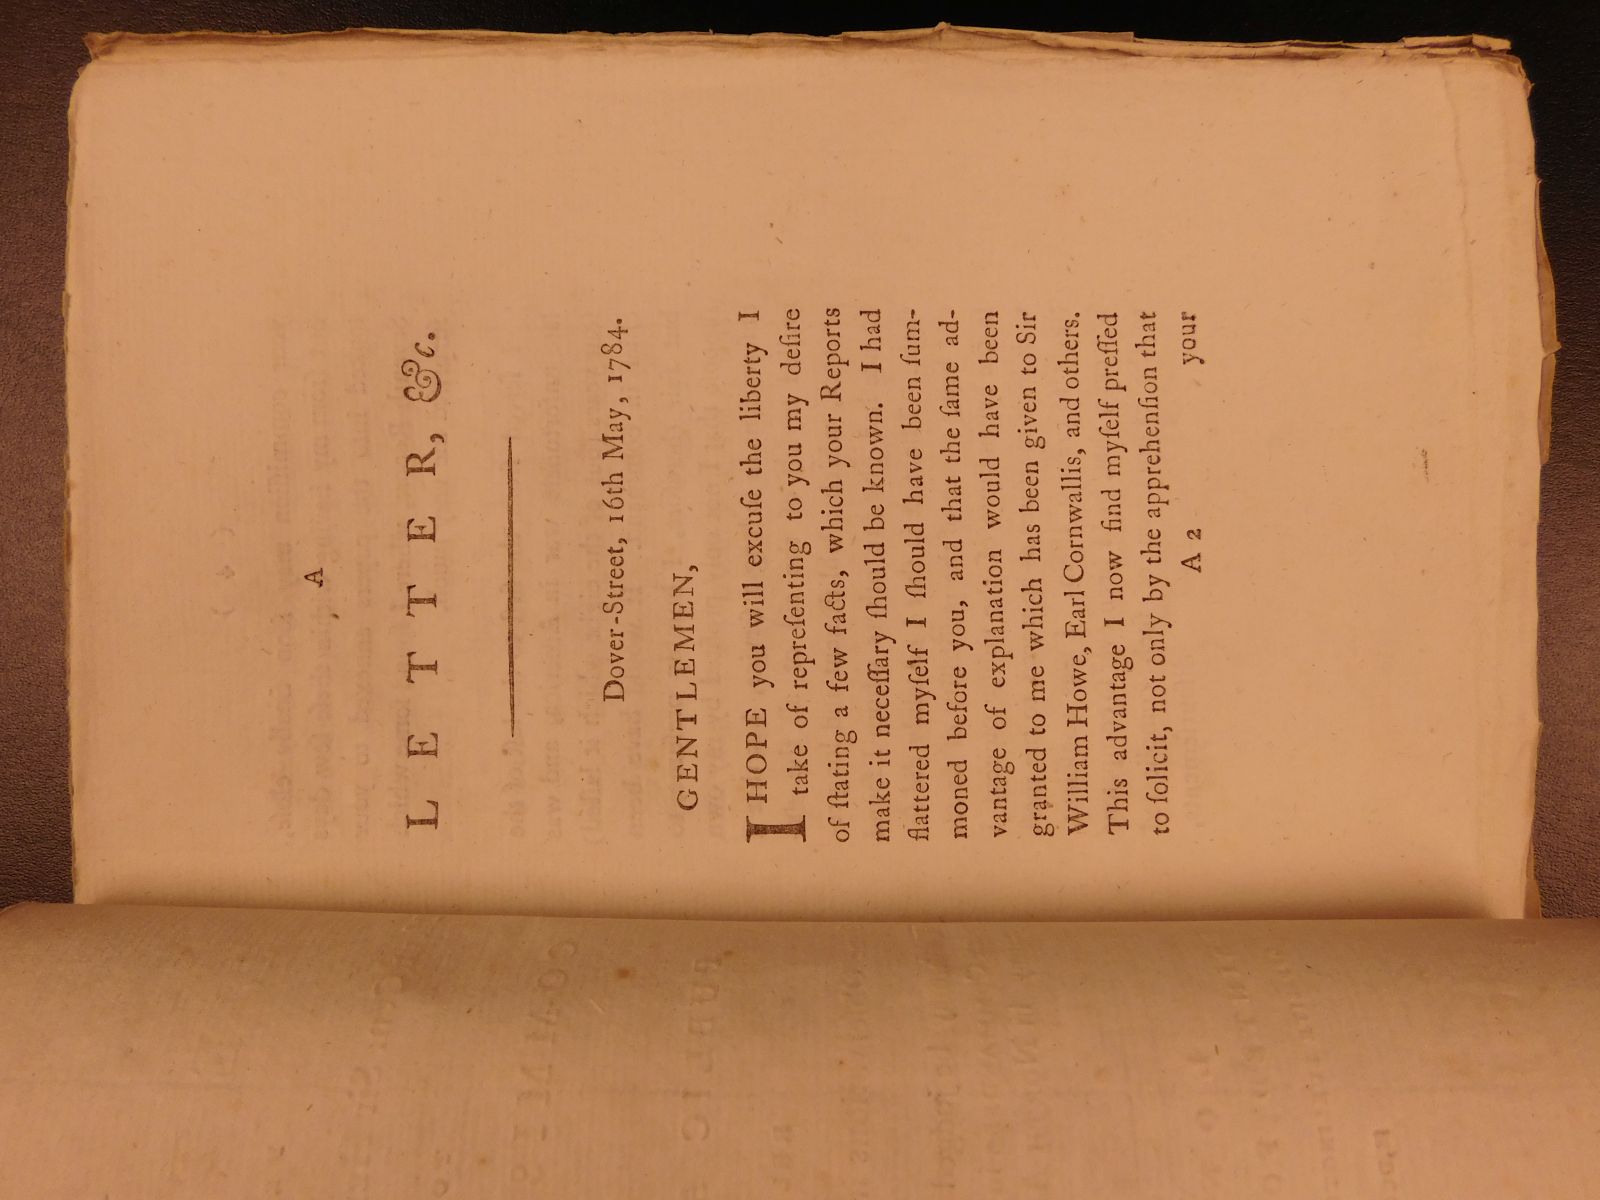 A
LETTER, &c.
Dover-Street, 16th May, 1784.
GENTLEMEN,
I HOPE you will excuſe the liberty I
take of repreſenting to you my deſire
of ſtating a few facts, which your Reports
make it neceſſary ſhould be known. I had
flattered myſelf I ſhould have been ſum-
moned before you, and that the ſame ad-
vantage of explanation would have been
granted to me which has been given to Sir
William Howe, Earl Cornwallis, and others.
This advantage I now find myſelf preſſed
to ſolicit, not only by the apprehenſion that
A 2 your